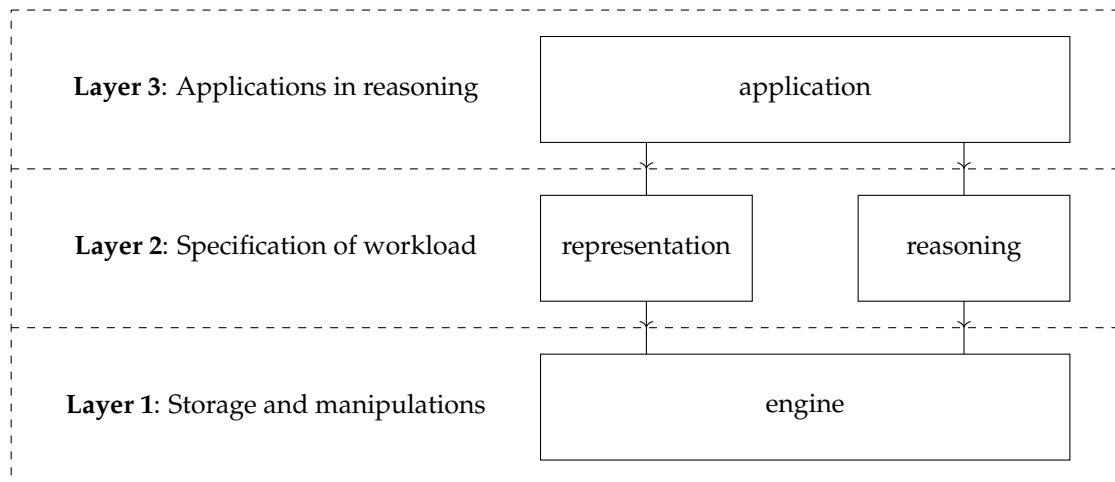 Layer 3: Applications in reasoning
application
Layer 2: Specification of workload
representation
reasoning
Layer 1: Storage and manipulations
engine